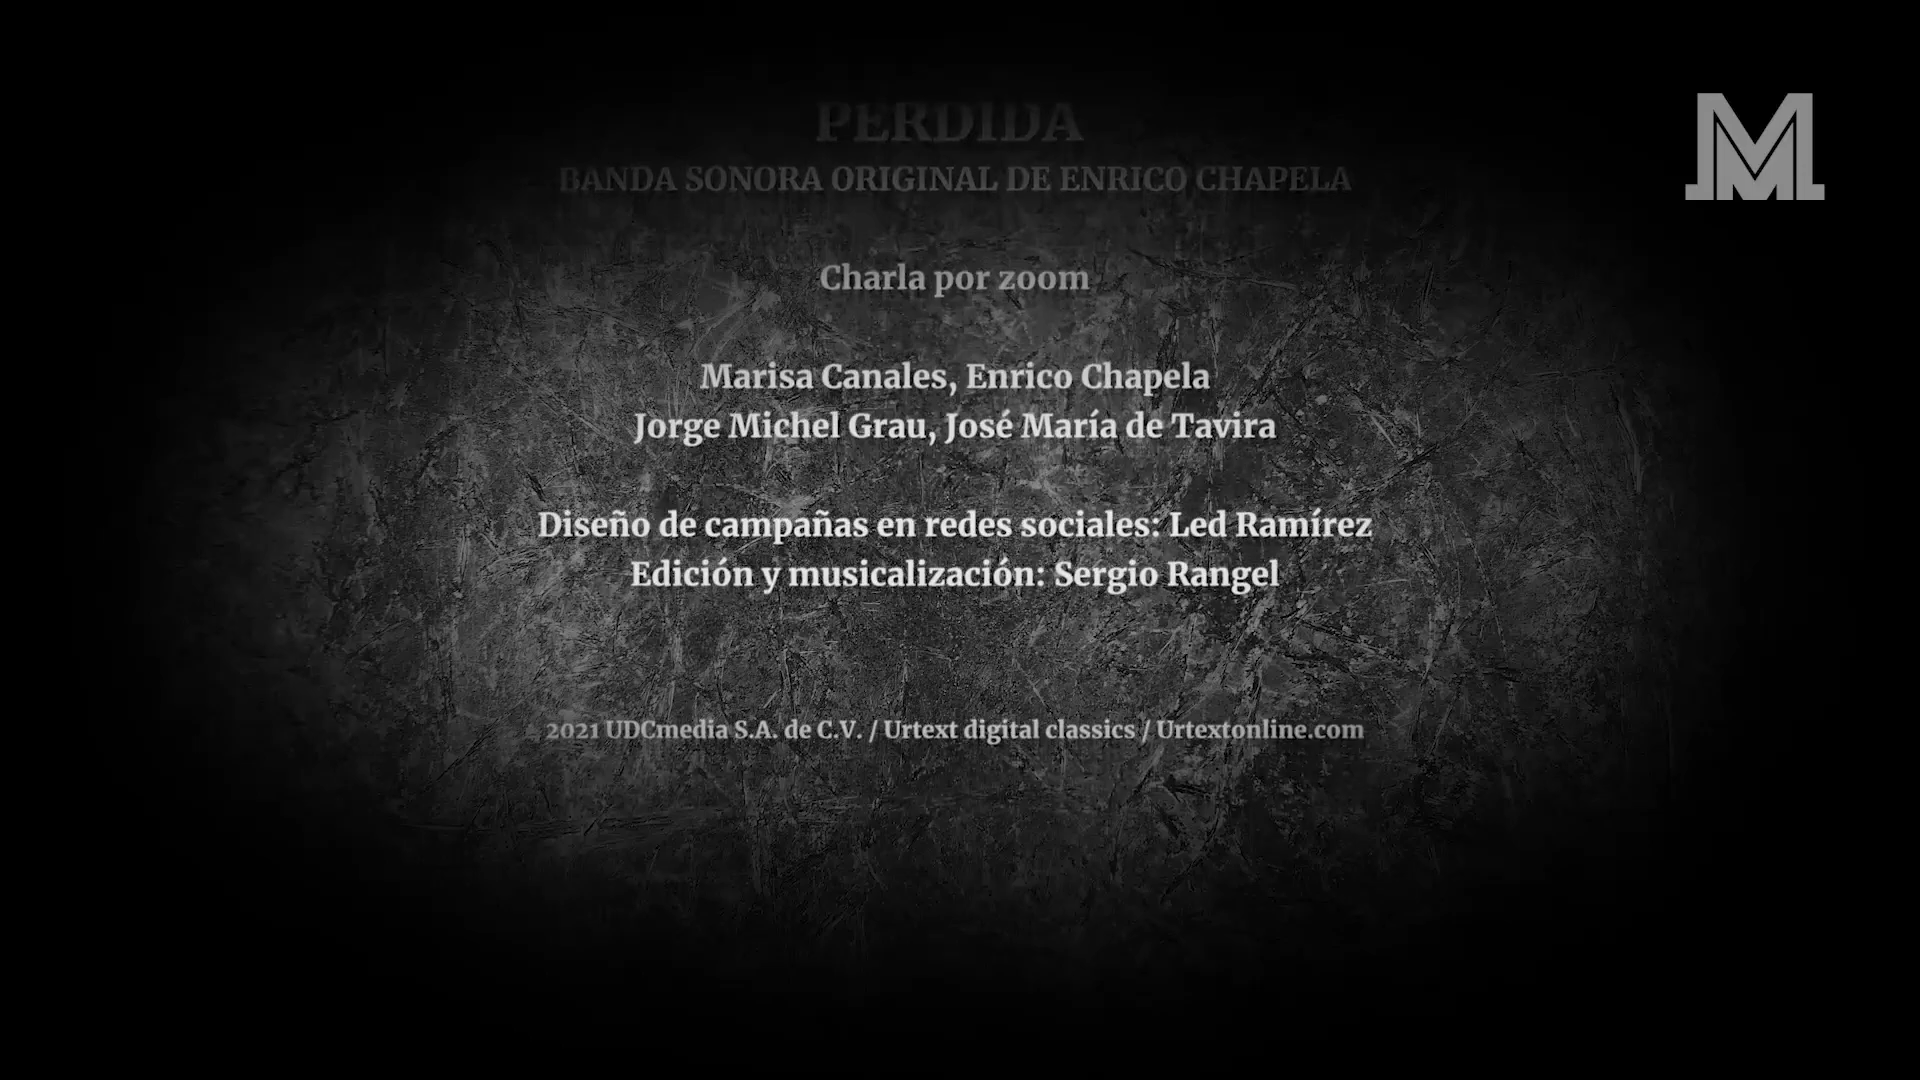 PERDIDA
BANDA SONORA ORIGINAL DE ENRICO CHAPELA
Charla por zoom
Marisa Canales, Enrico Chapela
Jorge Michel Grau, José María de Tavira
Diseño de campañas en redes sociales: Led Ramírez
Edición y musicalización: Sergio Rangel
2021 UDCmedia S.A. de C.V. / Urtext digital classics / Urtextonline.com
M